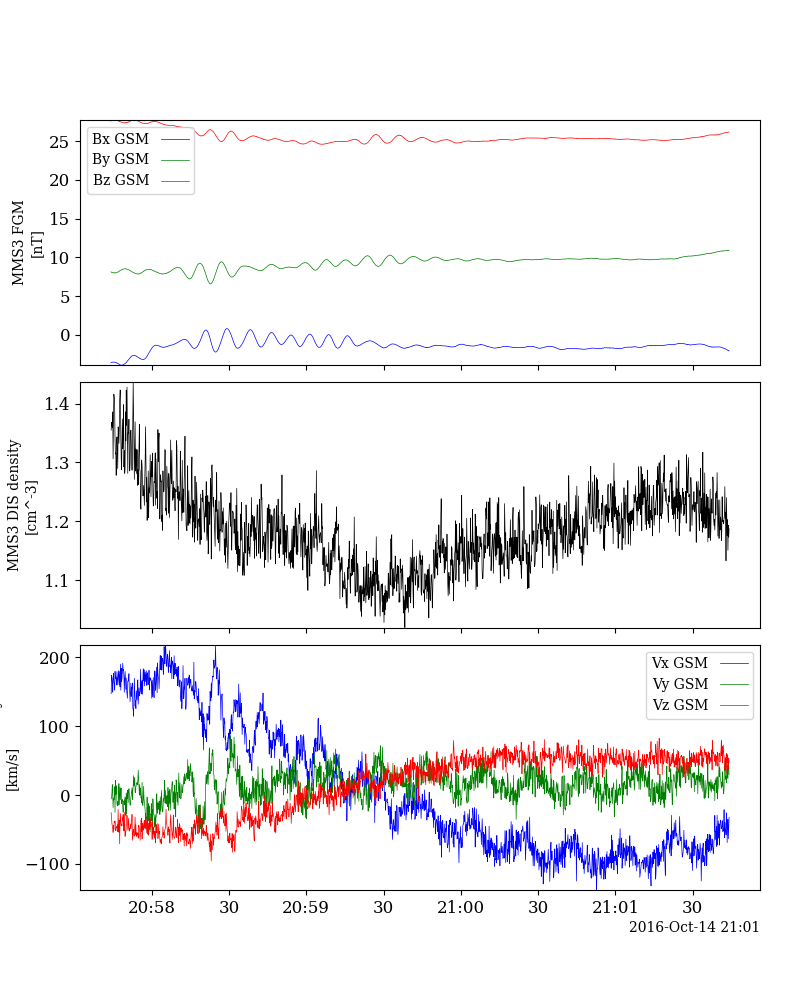 MMS3 FGM
[nT]
25
20
15
10
5
0
Bx GSM
By GSM
Bz GSM
MMS3 DIS density
[cm^-3]
1.4
1.3
1.2
1.1
[km/s]
200
100
0
−100
Vx GSM
Vy GSM
Vz GSM
20:58 30 20:59 30 21:00 30 21:01 30
2016-Oct-14 21:01